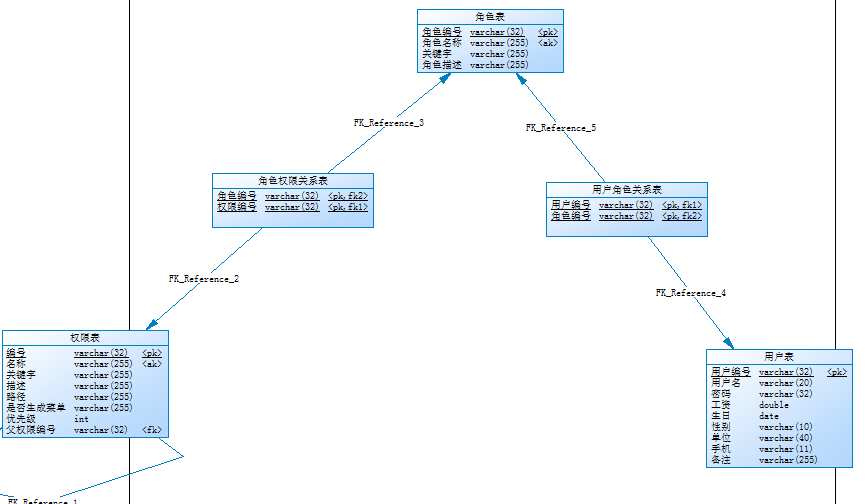 角色表
角色编号 varchar(32) <pk>
角色名称 varchar(255) <ak>
关键字 varchar(255)
角色描述 varchar(255)
FK_Reference_3
FK_Reference_5
角色权限关系表
角色编号 varchar(32) <pk,fk2>
权限编号 varchar(32) <pk,fk1>
用户角色关系表
用户编号 varchar(32) <pk,fk1>
角色编号 varchar(32) <pk,fk2>
FK_Reference_2
FK_Reference_4
权限表
编号 varchar(32) <pk>
名称 varchar(255) <ak>
关键字 varchar(255)
描述 varchar(255)
路径 varchar(255)
是否生成菜单 varchar(255)
优先级 int
父权限编号 varchar(32) <fk>
用户表
用户编号 varchar(32) <pk>
用户名 varchar(20)
密码 varchar(32)
工资 double
生日 date
性别 varchar(10)
单位 varchar(40)
手机 varchar(11)
备注 varchar(255)
FK_Reference_1